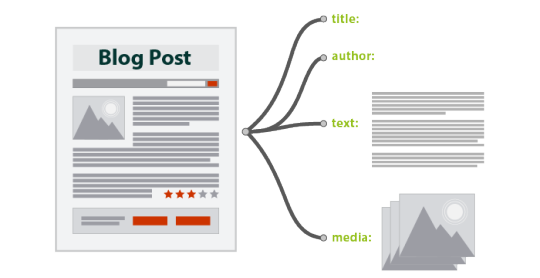 Blog Post
title:
author:
text:
media: